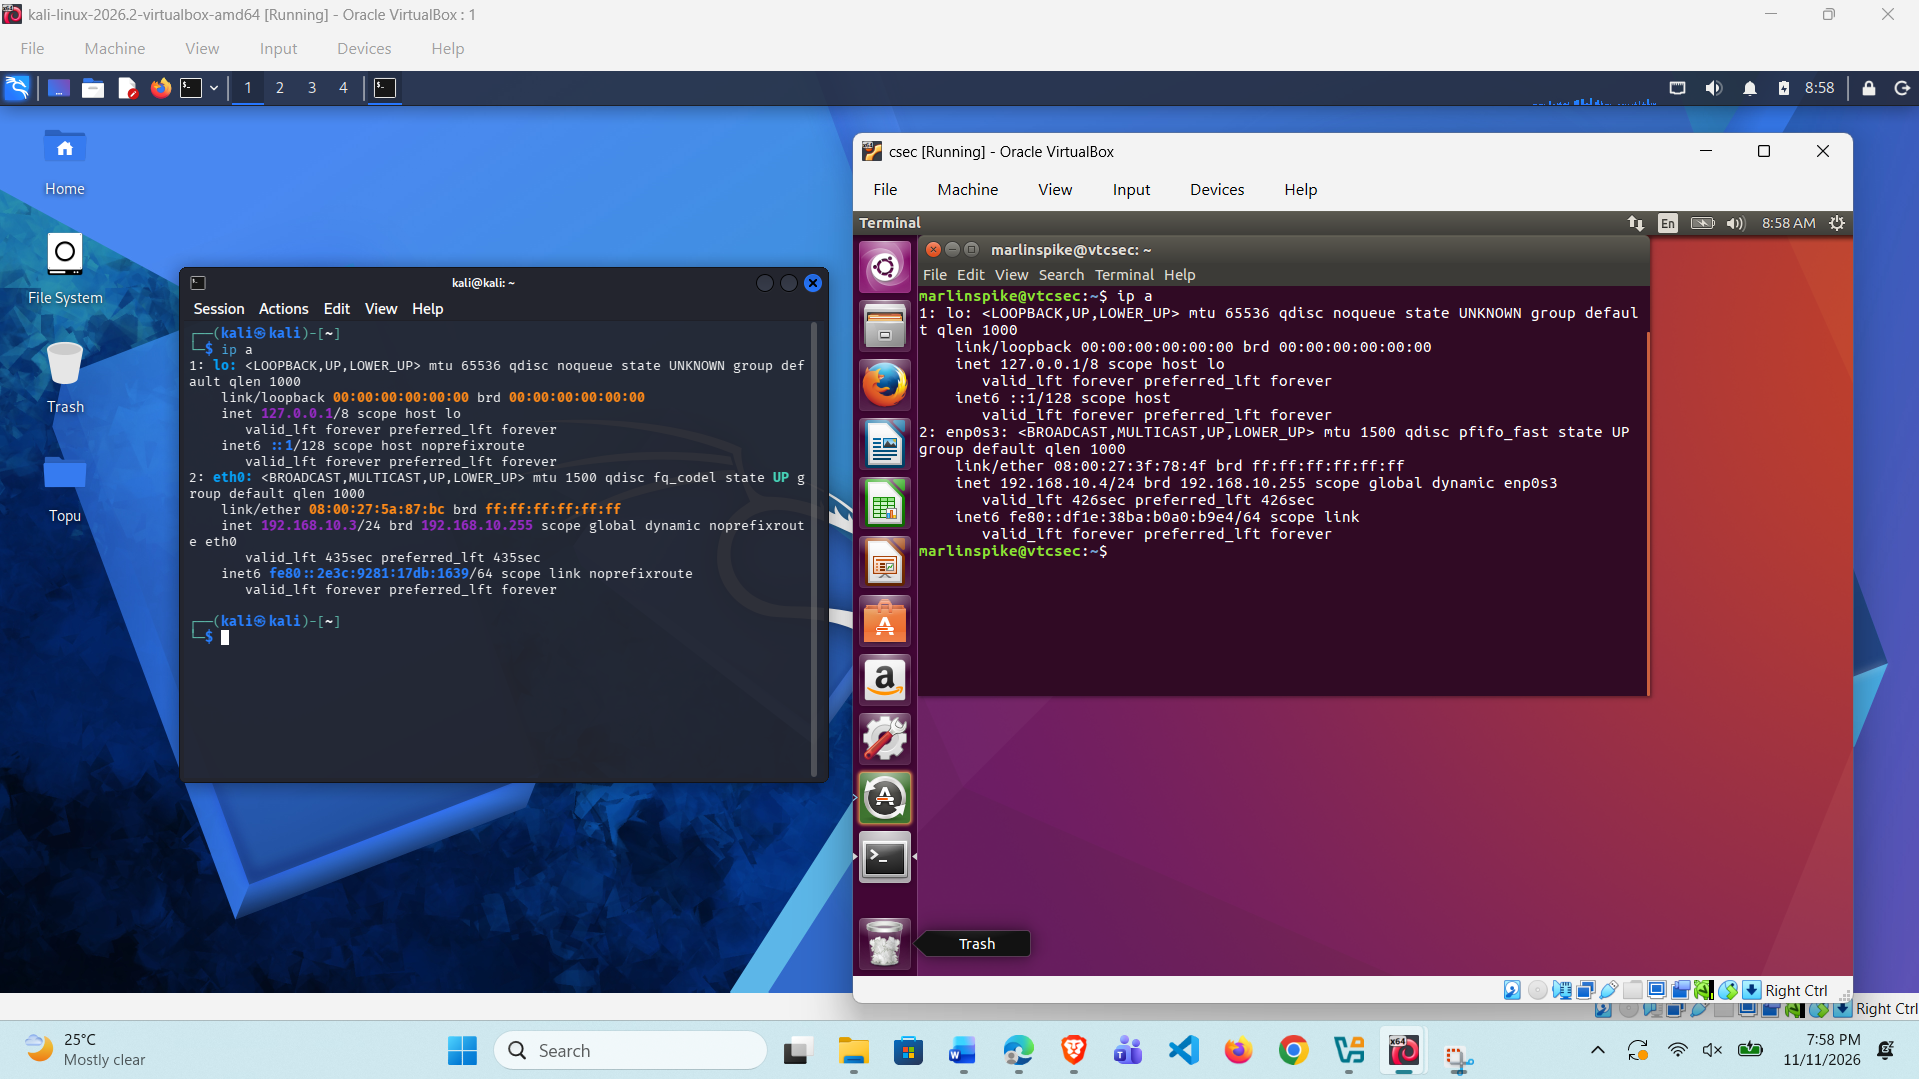 kali-linux-2026.2-virtualbox-amd64 [Running] - Oracle VirtualBox : 1
File Machine View Input Devices Help
1 2 3 4 8:58
Home
File System
Trash
Topu
kali@kali: ~
Session Actions Edit View Help
┌──(kali㉿kali)-[~]
└─$ ip a
1: lo: <LOOPBACK,UP,LOWER_UP> mtu 65536 qdisc noqueue state UNKNOWN group def
ault qlen 1000
link/loopback 00:00:00:00:00:00 brd 00:00:00:00:00:00
inet 127.0.0.1/8 scope host lo
valid_lft forever preferred_lft forever
inet6 ::1/128 scope host noprefixroute
valid_lft forever preferred_lft forever
2: eth0: <BROADCAST,MULTICAST,UP,LOWER_UP> mtu 1500 qdisc fq_codel state UP g
roup default qlen 1000
link/ether 08:00:27:5a:87:bc brd ff:ff:ff:ff:ff:ff
inet 192.168.10.3/24 brd 192.168.10.255 scope global dynamic noprefixrout
e eth0
valid_lft 435sec preferred_lft 435sec
inet6 fe80::2e3c:9281:17db:1639/64 scope link noprefixroute
valid_lft forever preferred_lft forever
┌──(kali㉿kali)-[~]
└─$
csec [Running] - Oracle VirtualBox
File Machine View Input Devices Help
Terminal En 8:58 AM
marlinspike@vtcsec: ~
File Edit View Search Terminal Help
marlinspike@vtcsec:~$ ip a
1: lo: <LOOPBACK,UP,LOWER_UP> mtu 65536 qdisc noqueue state UNKNOWN group defaul
t qlen 1000
link/loopback 00:00:00:00:00:00 brd 00:00:00:00:00:00
inet 127.0.0.1/8 scope host lo
valid_lft forever preferred_lft forever
inet6 ::1/128 scope host
valid_lft forever preferred_lft forever
2: enp0s3: <BROADCAST,MULTICAST,UP,LOWER_UP> mtu 1500 qdisc pfifo_fast state UP
group default qlen 1000
link/ether 08:00:27:3f:78:4f brd ff:ff:ff:ff:ff:ff
inet 192.168.10.4/24 brd 192.168.10.255 scope global dynamic enp0s3
valid_lft 426sec preferred_lft 426sec
inet6 fe80::df1e:38ba:b0a0:b9e4/64 scope link
valid_lft forever preferred_lft forever
marlinspike@vtcsec:~$
Trash
Right Ctrl
Right Ctrl
25°C
Mostly clear
Search
7:58 PM
11/11/2026